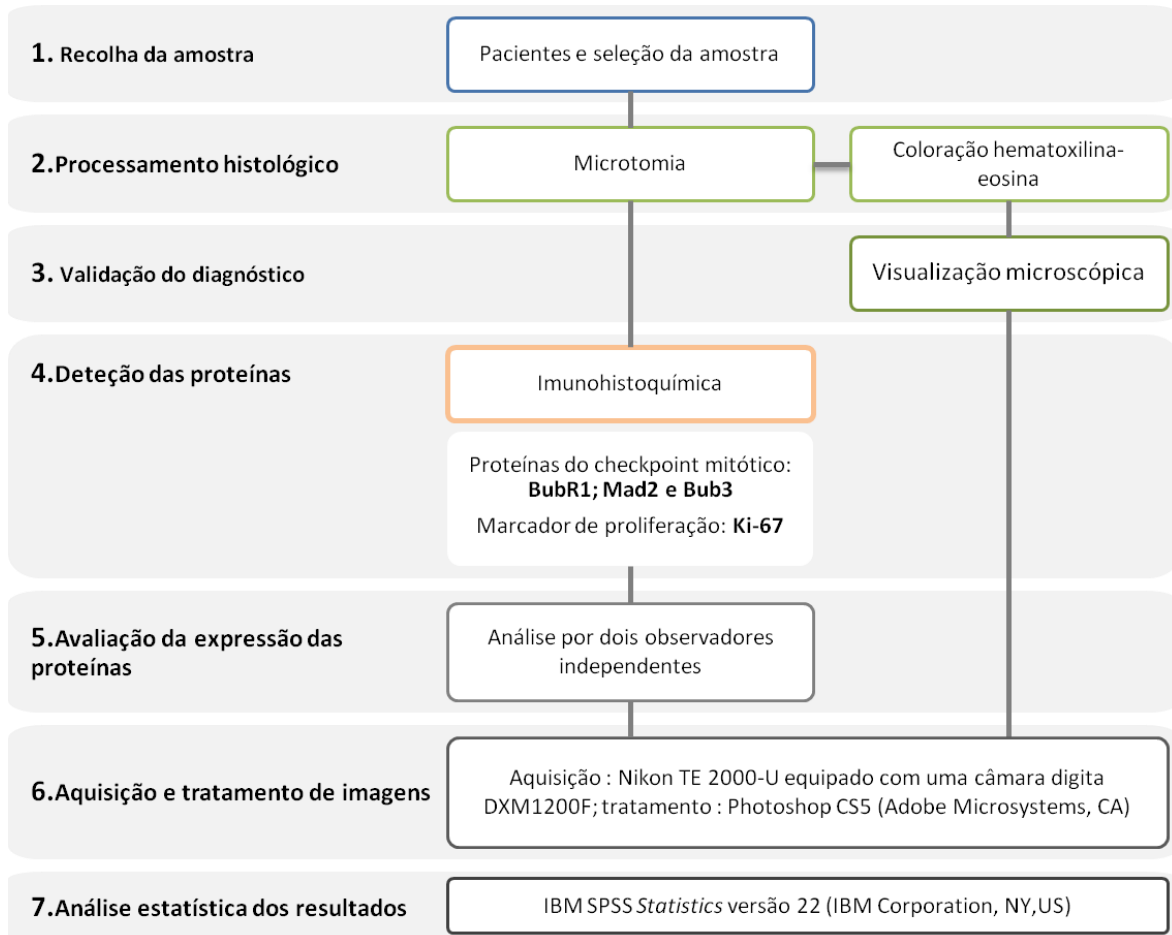 1. Recolha da amostra
Pacientes e seleção da amostra
2.Processamento histológico
Microtomia
Coloração hematoxilina-
eosina
3. Validação do diagnóstico
Visualização microscópica
4.Deteção das proteínas
Imunohistoquímica
Proteínas do checkpoint mitótico:
BubR1; Mad2 e Bub3
Marcador de proliferação: Ki-67
5.Avaliação da expressão das
proteínas
Análise por dois observadores
independentes
6.Aquisição e tratamento de imagens
Aquisição : Nikon TE 2000-U equipado com uma câmara digita
DXM1200F; tratamento : Photoshop CS5 (Adobe Microsystems, CA)
7.Análise estatística dos resultados
IBM SPSS Statistics versão 22 (IBM Corporation, NY,US)